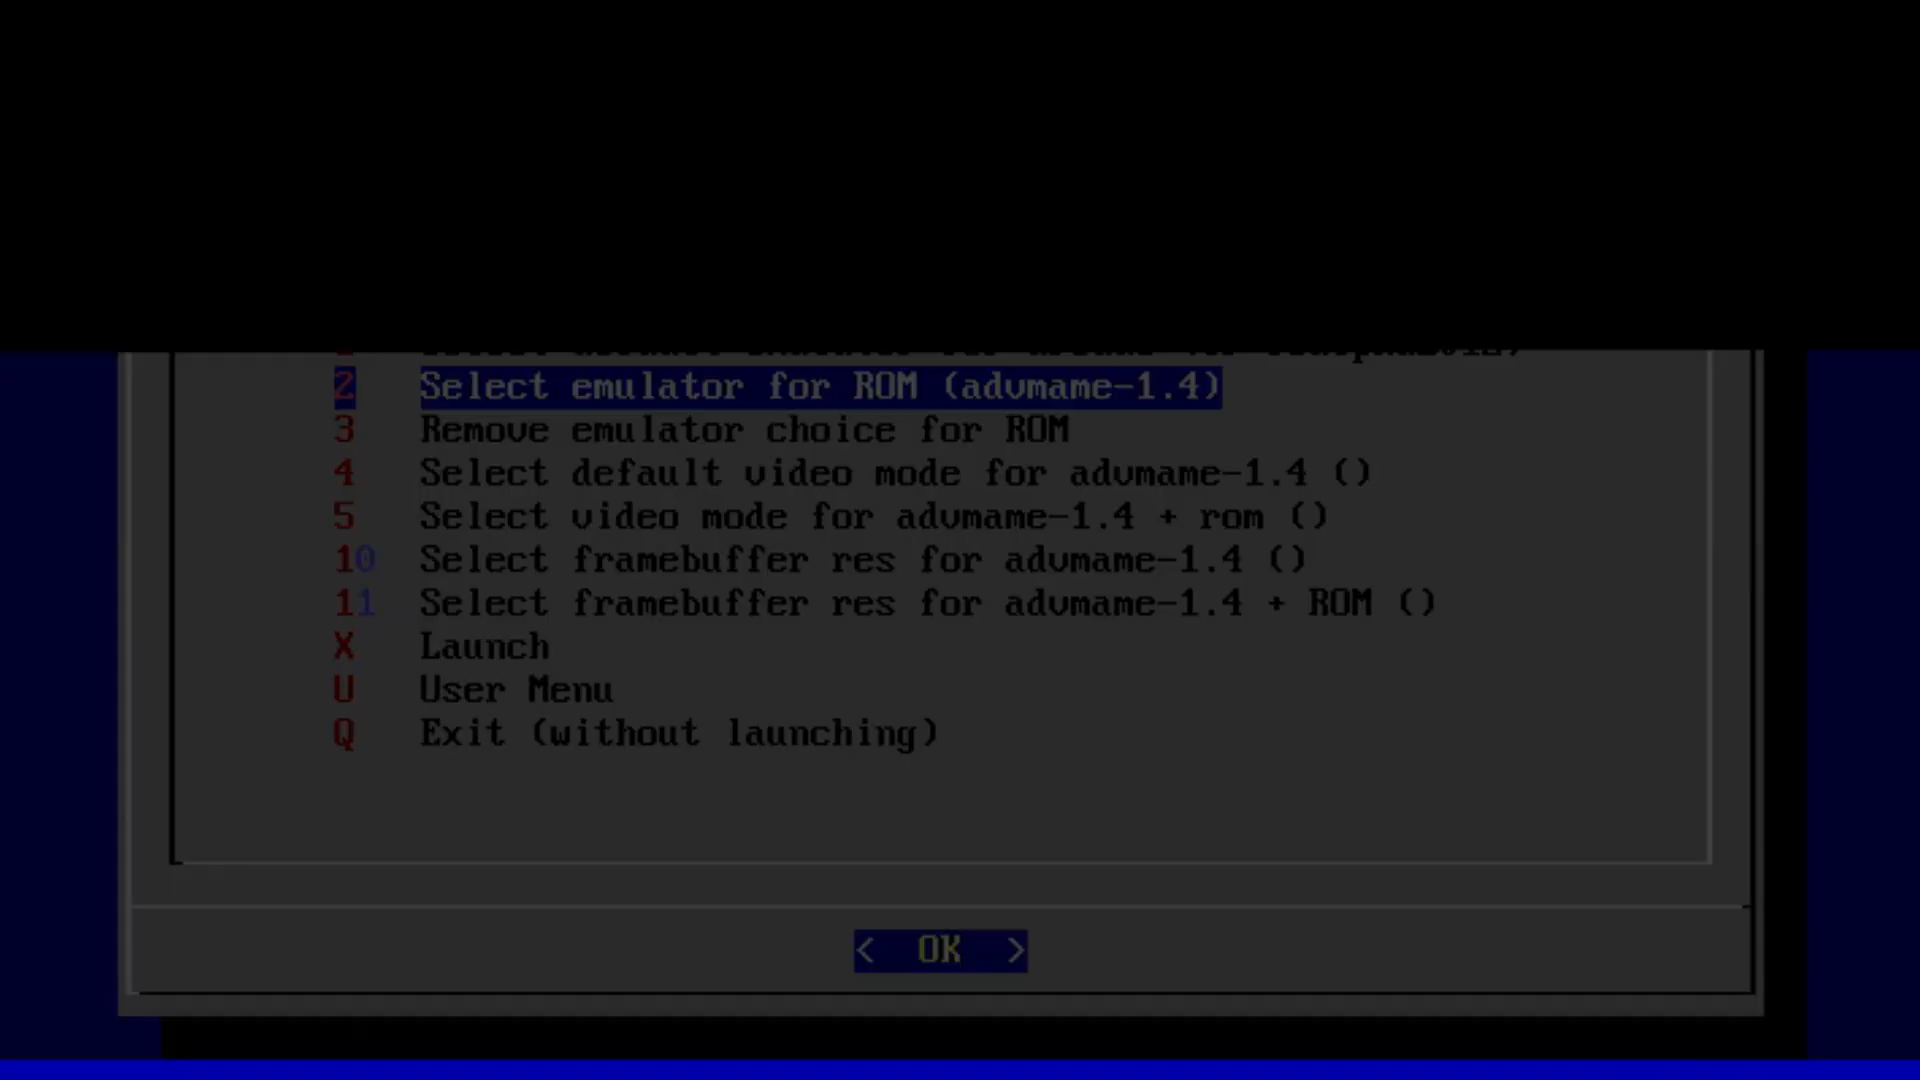 2 Select emulator for ROM (advmame-1.4)
3 Remove emulator choice for ROM
4 Select default video mode for advmame-1.4 ()
5 Select video mode for advmame-1.4 + rom ()
10 Select framebuffer res for advmame-1.4 ()
11 Select framebuffer res for advmame-1.4 + ROM ()
X Launch
U User Menu
Q Exit (without launching)
< OK >